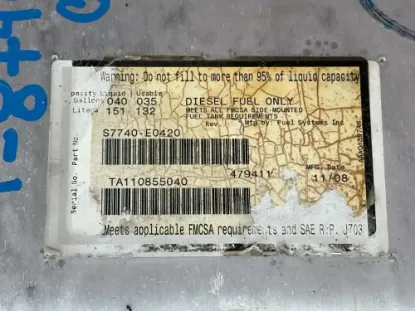 Warning: Do not fill to more than 95% of liquid capacity
pacity Liquid Usable
Gallons 040 035 DIESEL FUEL ONLY
Liters 151 132 MEETS ALL FMCSA SIDE-MOUNTED
FUEL TANK REQUIREMENTS
Rev. Mfg by: Fuel Systems Inc
Part No. S7740-E0420
479411
MFG. Date
11/08
Serial No. TA110855040
Meets applicable FMCSA requirements and SAE R.P. J703